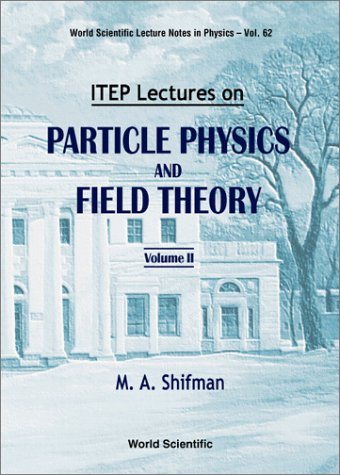 World Scientific Lecture Notes in Physics – Vol. 62
ITEP Lectures on
PARTICLE PHYSICS
AND
FIELD THEORY
Volume II
M. A. Shifman
World Scientific